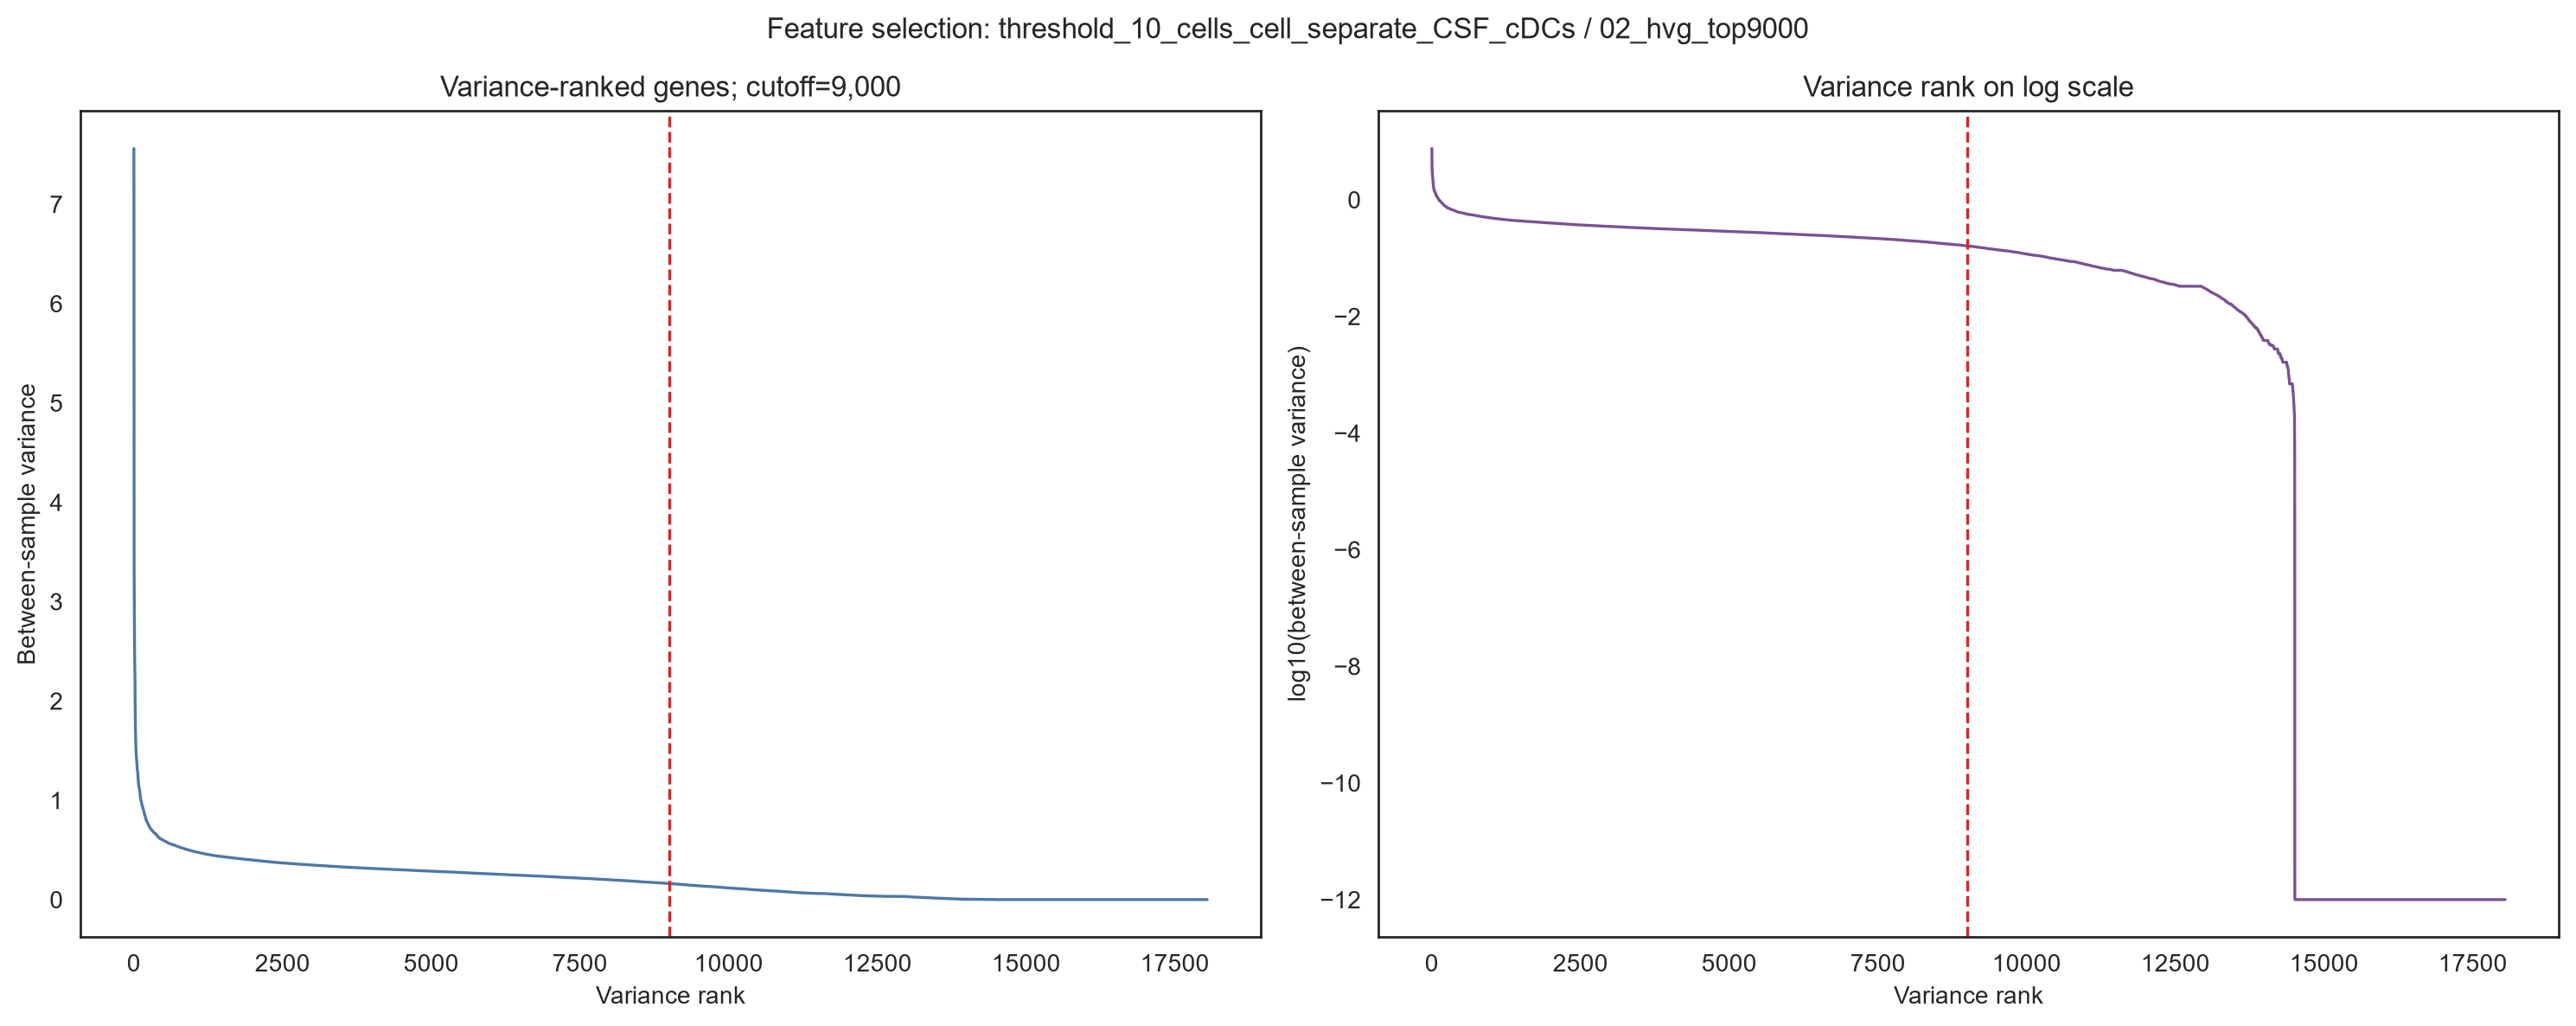 Feature selection: threshold_10_cells_cell_separate_CSF_cDCs / 02_hvg_top9000
Variance-ranked genes; cutoff=9,000
Between-sample variance
7
6
5
4
3
2
1
0
0 2500 5000 7500 10000 12500 15000 17500
Variance rank
Variance rank on log scale
log10(between-sample variance)
0
−2
−4
−6
−8
−10
−12
0 2500 5000 7500 10000 12500 15000 17500
Variance rank